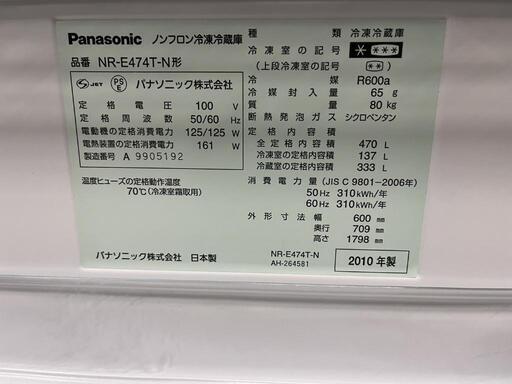 Panasonic ノンフロン冷凍冷蔵庫
品番 NR-E474T-N形
JET PSE パナソニック株式会社
定格電圧 100 V
定格周波数 50/60 Hz
電動機の定格消費電力 125/125 W
電熱装置の定格消費電力 161 W
製造番号 A 9905192
温度ヒューズの定格動作温度
70℃(冷凍室霜取用)
パナソニック株式会社 日本製
種類 冷凍冷蔵庫
冷凍室の記号 * ***
(上段冷凍室の記号 **)
冷媒 R600a
冷媒封入量 65 g
質量 80 kg
断熱発泡ガス シクロペンタン
定格内容積
全定格内容積 470 L
冷凍室の定格内容積 137 L
冷蔵室の定格内容積 333 L
消費電力量(JIS C 9801-2006年)
50Hz 310 kWh/年
60Hz 310 kWh/年
外形寸法 幅 600 mm
奥行 709 mm
高さ 1798 mm
NR-E474T-N
AH-264581
2010 年製